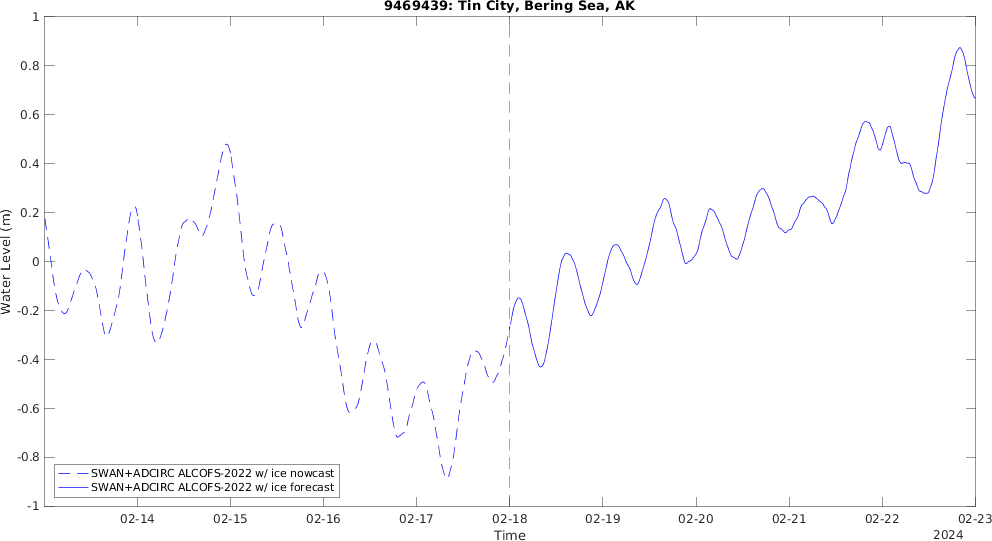 9469439: Tin City, Bering Sea, AK
1
0.8
0.6
0.4
0.2
0
-0.2
-0.4
-0.6
-0.8
-1
Water Level (m)
SWAN+ADCIRC ALCOFS-2022 w/ ice nowcast
SWAN+ADCIRC ALCOFS-2022 w/ ice forecast
02-14 02-15 02-16 02-17 02-18 02-19 02-20 02-21 02-22 02-23
Time
2024